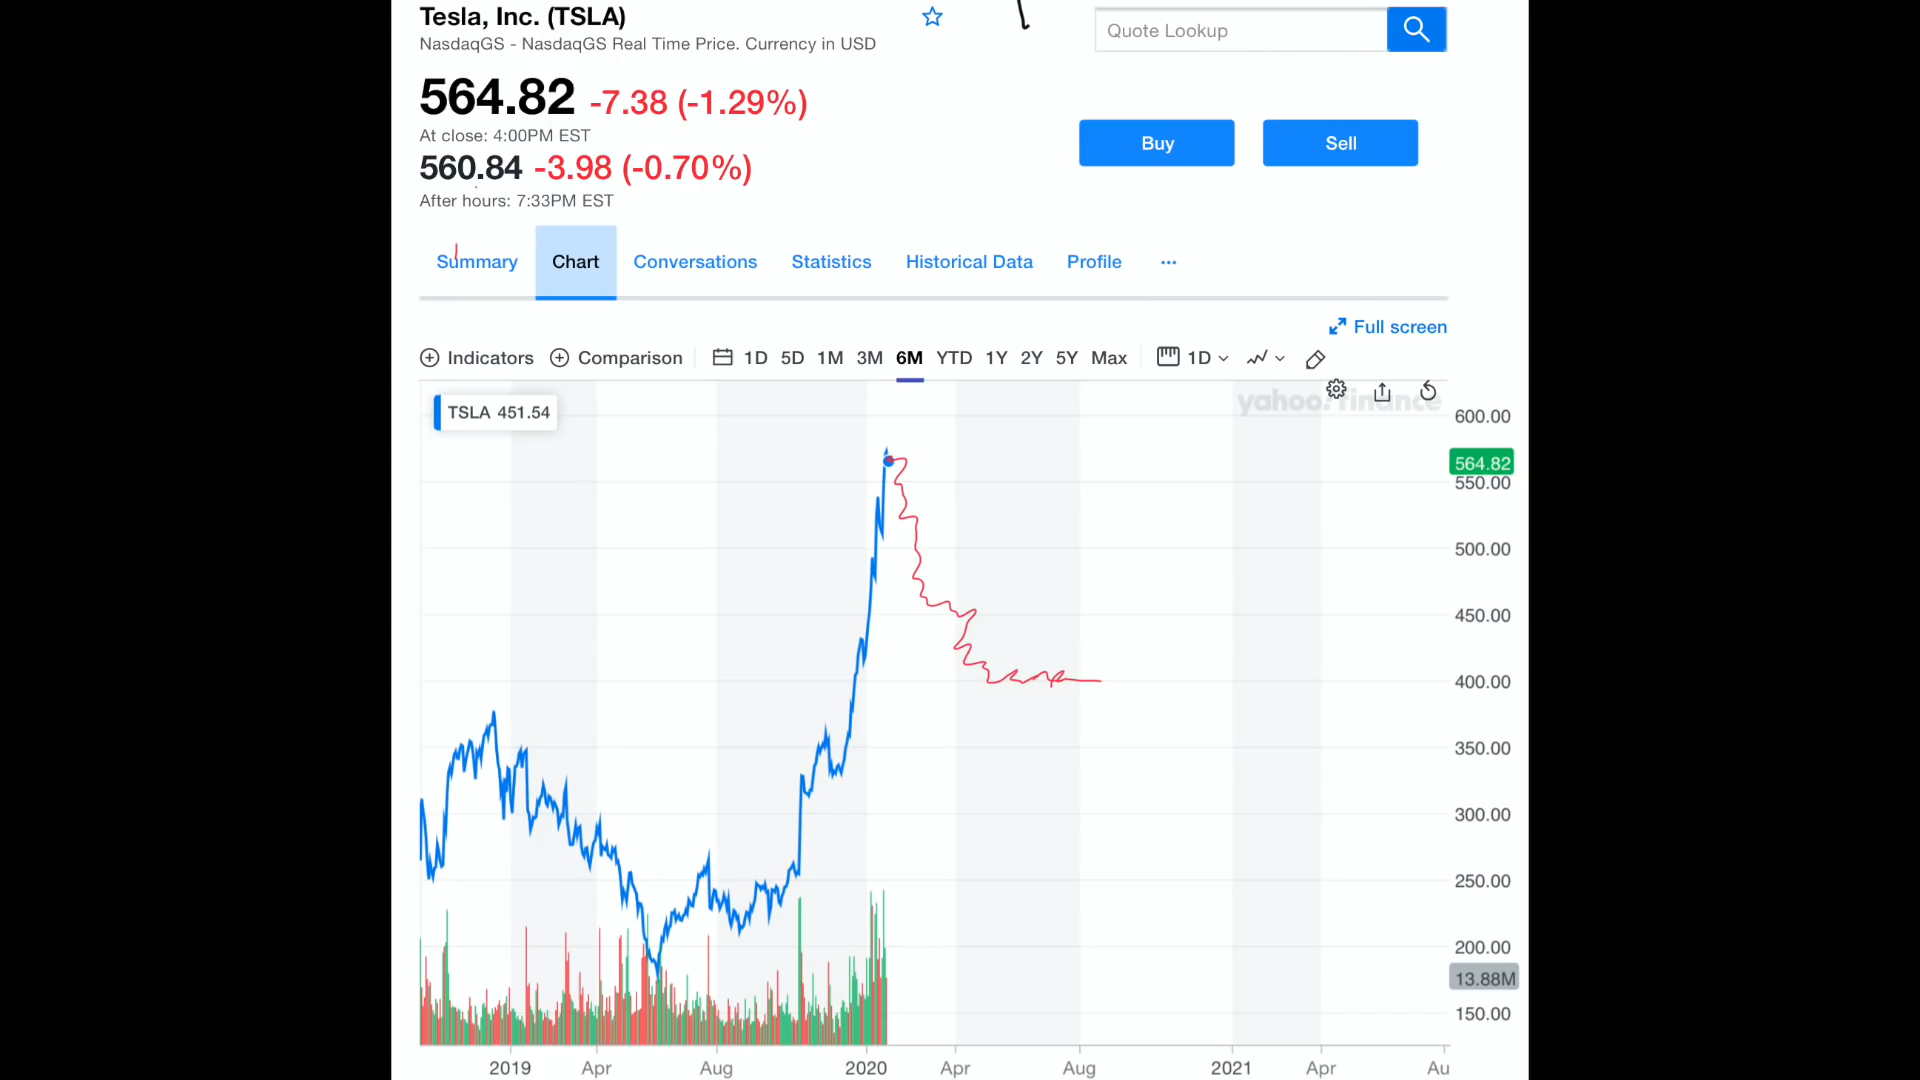 Tesla, Inc. (TSLA)
NasdaqGS - NasdaqGS Real Time Price. Currency in USD
Quote Lookup
564.82 -7.38 (-1.29%)
At close: 4:00PM EST
560.84 -3.98 (-0.70%)
After hours: 7:33PM EST
Buy Sell
Summary Chart Conversations Statistics Historical Data Profile ...
Full screen
Indicators Comparison 1D 5D 1M 3M 6M YTD 1Y 2Y 5Y Max 1D
yahoo! finance
TSLA 451.54
600.00
564.82
550.00
500.00
450.00
400.00
350.00
300.00
250.00
200.00
13.88M
150.00
2019 Apr Aug 2020 Apr Aug 2021 Apr Au